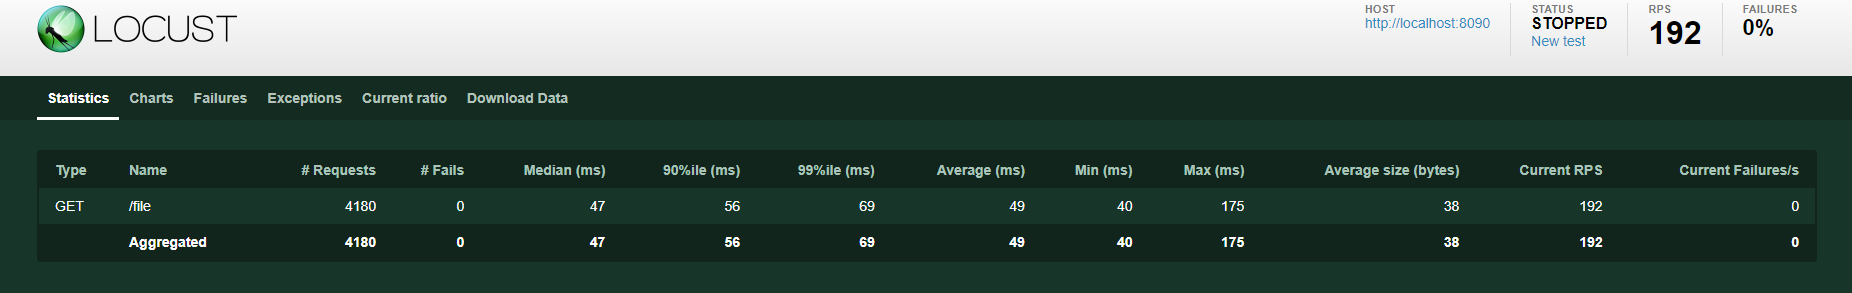 LOCUST
HOST
http://localhost:8090
STATUS
STOPPED
New test
RPS
192
FAILURES
0%
Statistics Charts Failures Exceptions Current ratio Download Data
Type Name # Requests # Fails Median (ms) 90%ile (ms) 99%ile (ms) Average (ms) Min (ms) Max (ms) Average size (bytes) Current RPS Current Failures/s
GET /file 4180 0 47 56 69 49 40 175 38 192 0
Aggregated 4180 0 47 56 69 49 40 175 38 192 0